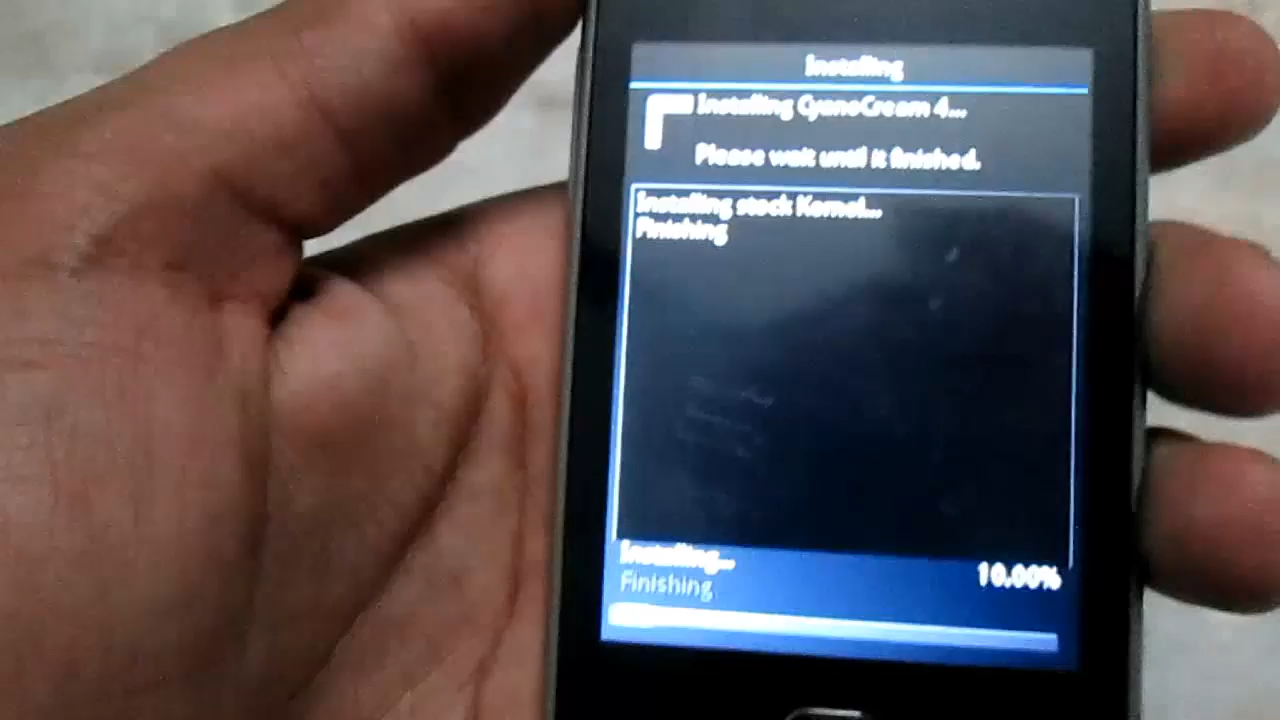 Installing
Installing CyanoCream 4...
Please wait until it finished.
Installing stock Kernel...
Finishing
Installing...
10.00%
Finishing